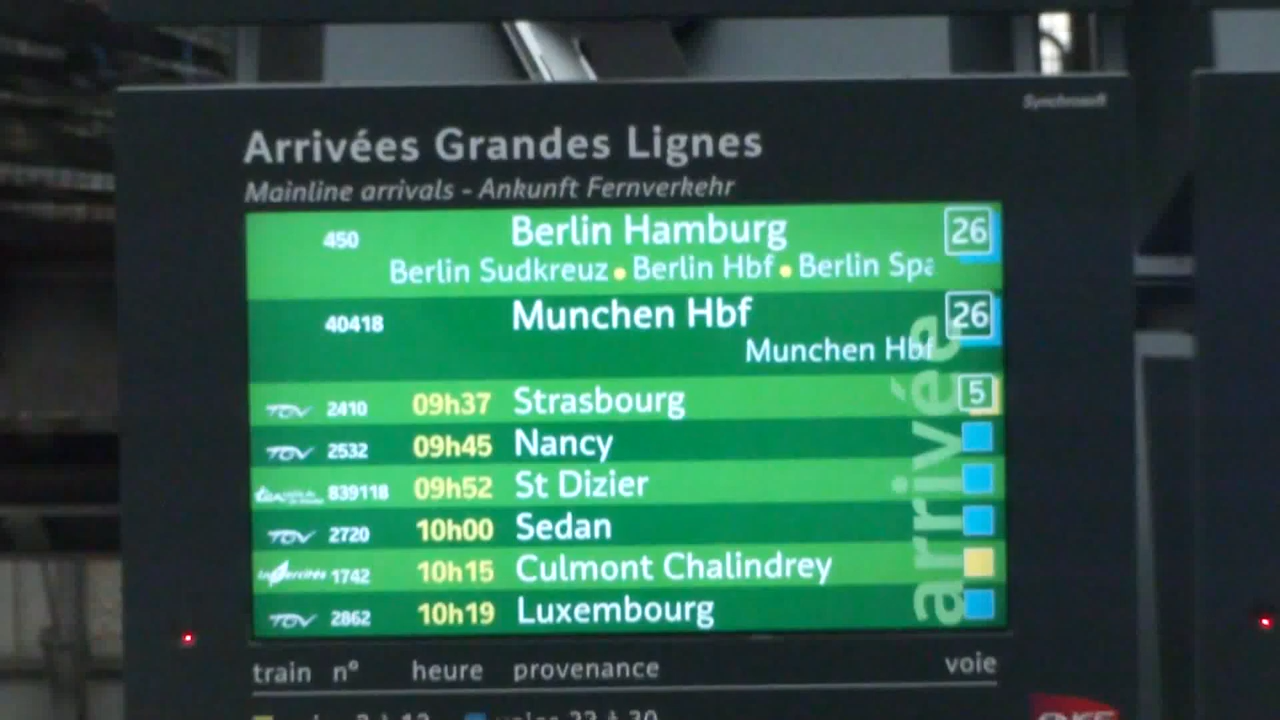 Synchronoft
Arrivées Grandes Lignes
Mainline arrivals - Ankunft Fernverkehr
450 Berlin Hamburg 26
Berlin Sudkreuz • Berlin Hbf • Berlin Spa
40418 Munchen Hbf 26
Munchen Hbf
TGV 2410 09h37 Strasbourg 5
TGV 2532 09h45 Nancy
839118 09h52 St Dizier
TGV 2720 10h00 Sedan
intercités 1742 10h15 Culmont Chalindrey
TGV 2862 10h19 Luxembourg
arrivée
train n° heure provenance voie